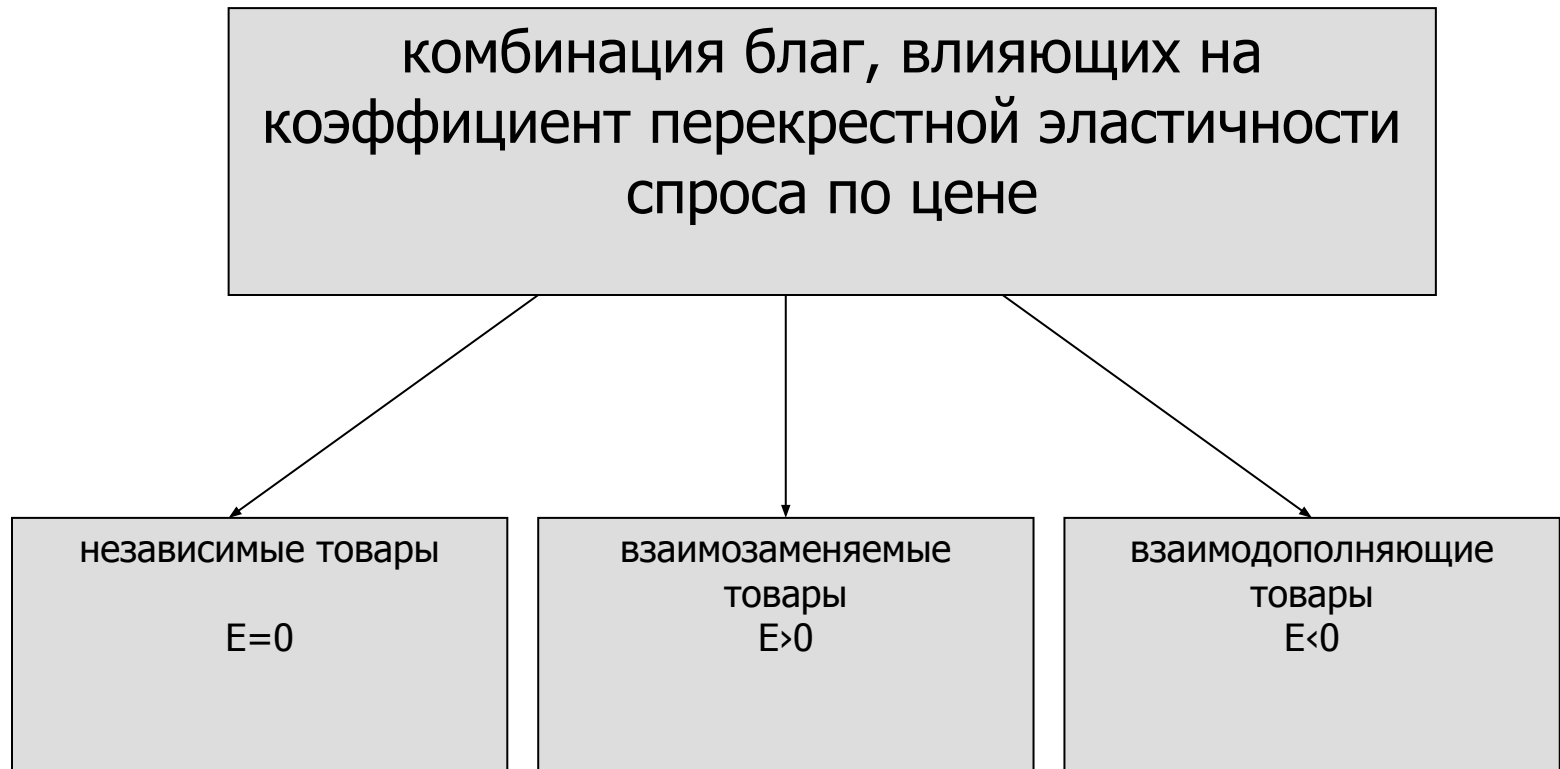 комбинация благ, влияющих на
коэффициент перекрестной эластичности
спроса по цене
независимые товары
E=0
взаимозаменяемые
товары
E›0
взаимодополняющие
товары
E‹0